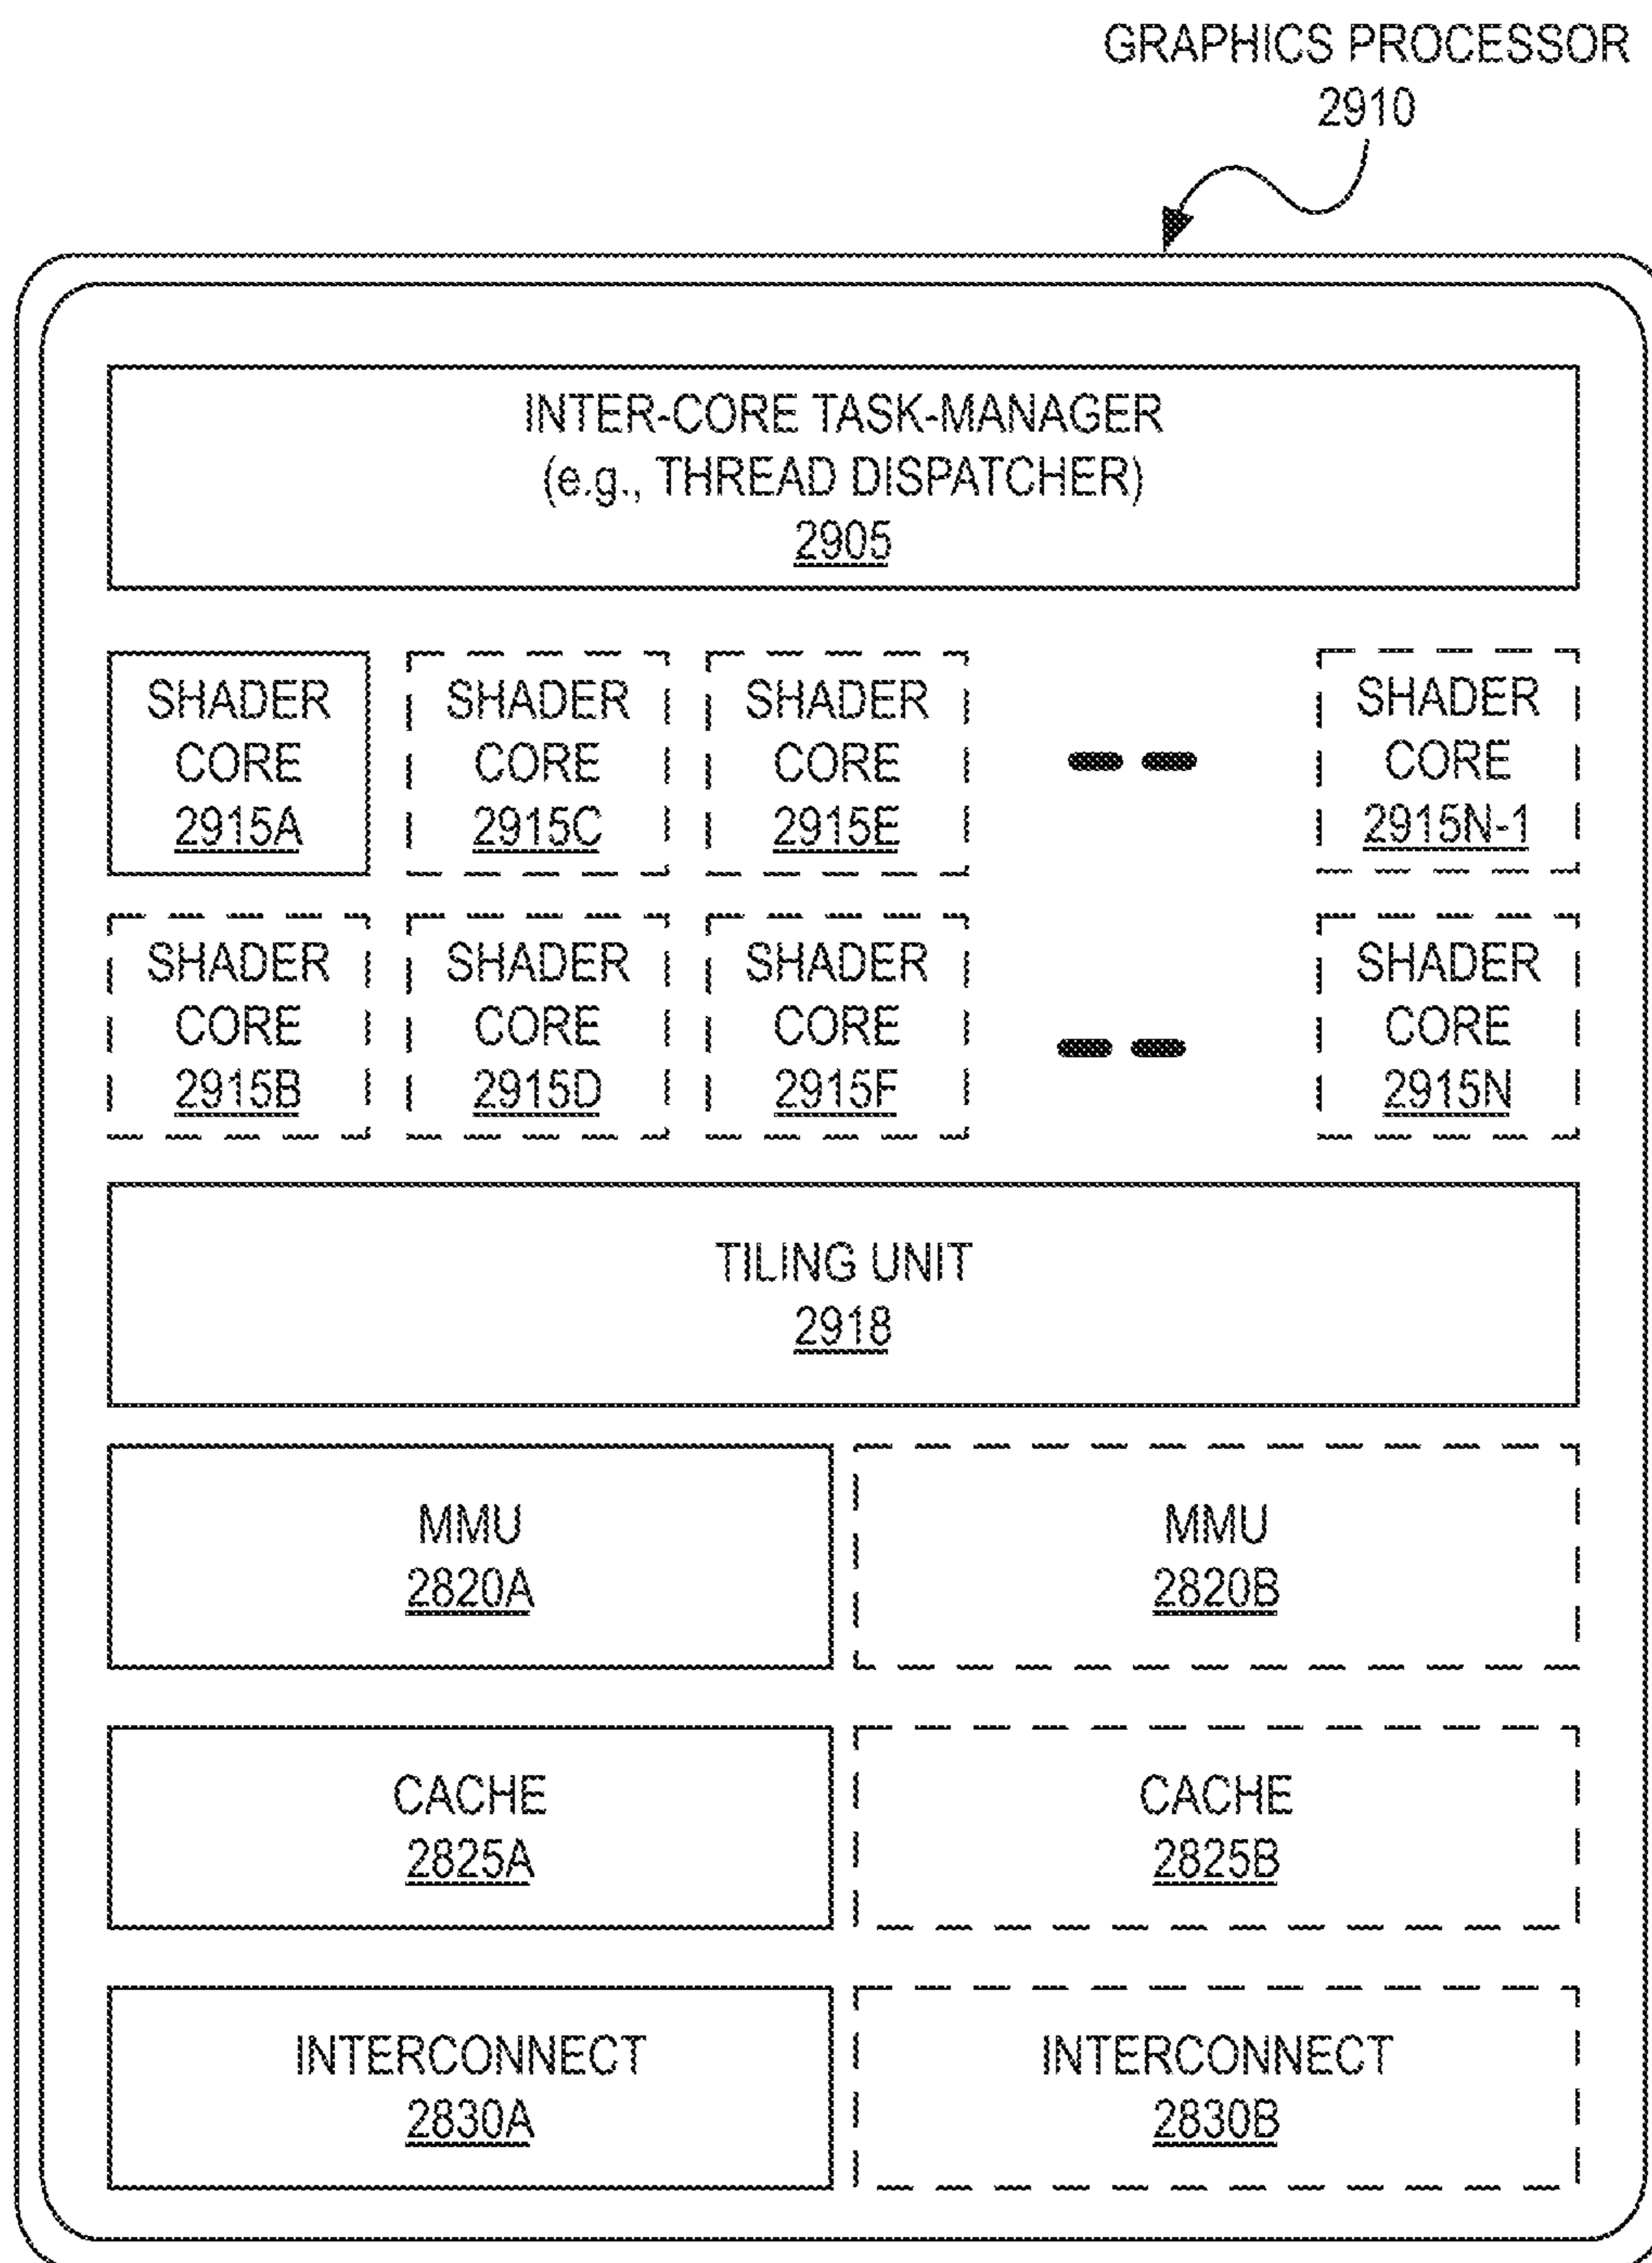 GRAPHICS PROCESSOR
2910
INTER-CORE TASK-MANAGER
(e.g., THREAD DISPATCHER)
2905
SHADER
CORE
2915A
SHADER
CORE
2915C
SHADER
CORE
2915E
SHADER
CORE
2915N-1
SHADER
CORE
2915B
SHADER
CORE
2915D
SHADER
CORE
2915F
SHADER
CORE
2915N
TILING UNIT
2918
MMU
2820A
MMU
2820B
CACHE
2825A
CACHE
2825B
INTERCONNECT
2830A
INTERCONNECT
2830B